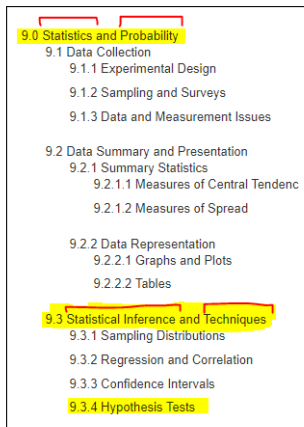 9.0 Statistics and Probability
9.1 Data Collection
9.1.1 Experimental Design
9.1.2 Sampling and Surveys
9.1.3 Data and Measurement Issues
9.2 Data Summary and Presentation
9.2.1 Summary Statistics
9.2.1.1 Measures of Central Tendenc
9.2.1.2 Measures of Spread
9.2.2 Data Representation
9.2.2.1 Graphs and Plots
9.2.2.2 Tables
9.3 Statistical Inference and Techniques
9.3.1 Sampling Distributions
9.3.2 Regression and Correlation
9.3.3 Confidence Intervals
9.3.4 Hypothesis Tests